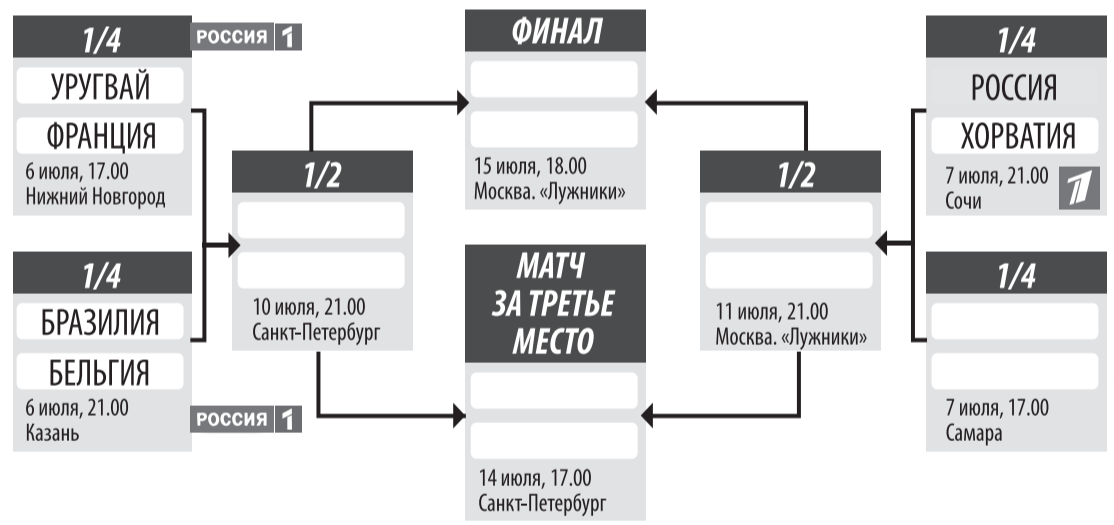 1/4
РОССИЯ 1
УРУГВАЙ
ФРАНЦИЯ
6 июля, 17.00
Нижний Новгород
1/4
БРАЗИЛИЯ
БЕЛЬГИЯ
6 июля, 21.00
Казань
РОССИЯ 1
1/2
10 июля, 21.00
Санкт-Петербург
ФИНАЛ
15 июля, 18.00
Москва. «Лужники»
МАТЧ
ЗА ТРЕТЬЕ
МЕСТО
14 июля, 17.00
Санкт-Петербург
1/2
11 июля, 21.00
Москва. «Лужники»
1/4
РОССИЯ
ХОРВАТИЯ
7 июля, 21.00
Сочи
1
1/4
7 июля, 17.00
Самара